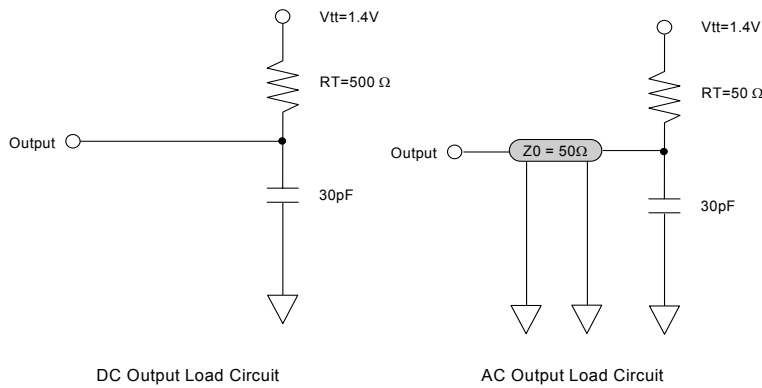 Vtt=1.4V
RT=500 Ω
Output
30pF
DC Output Load Circuit
Vtt=1.4V
RT=50 Ω
Output
Z0 = 50Ω
30pF
AC Output Load Circuit